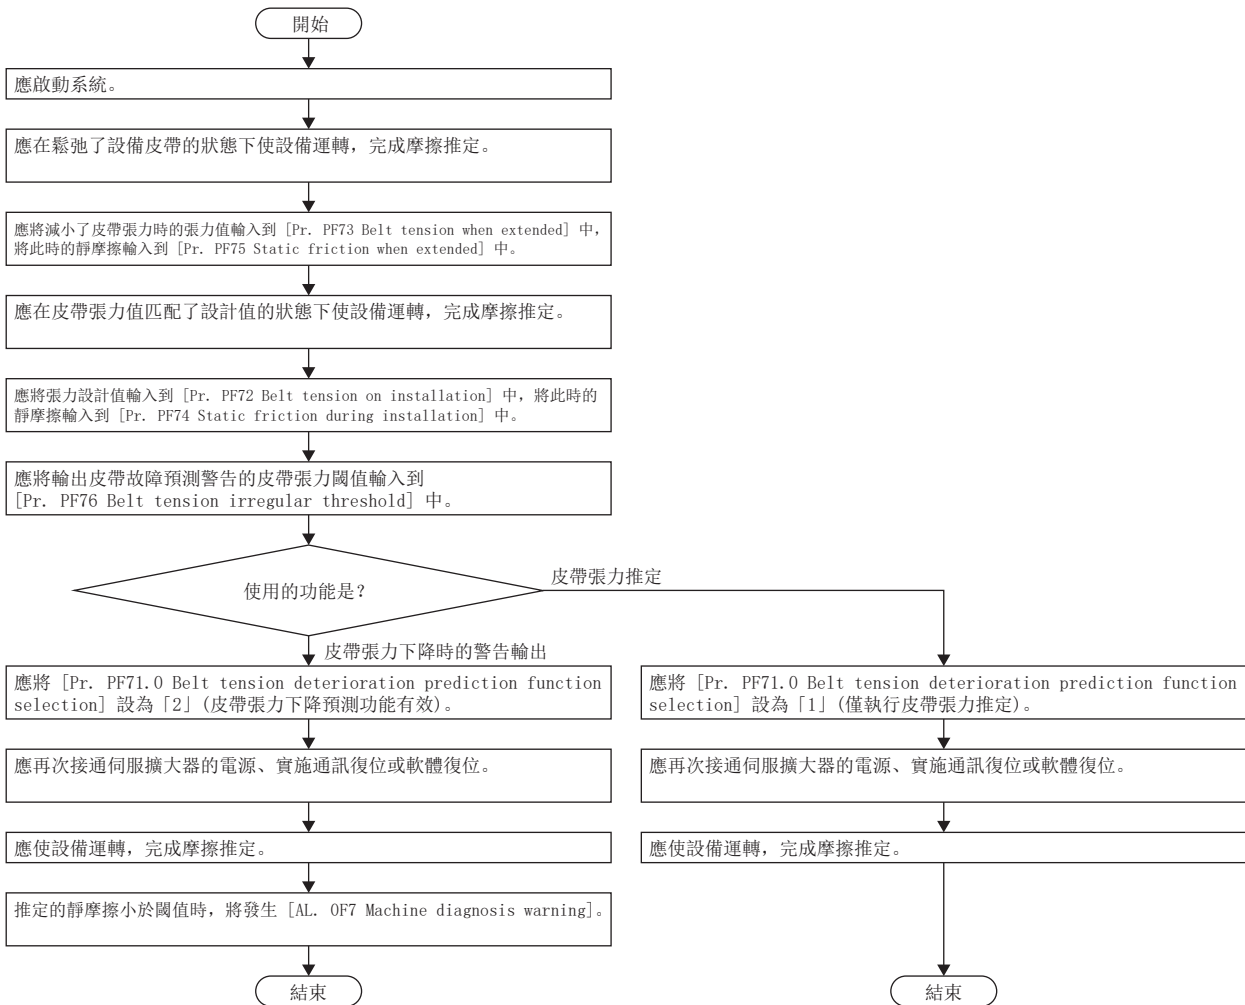 開始
應啟動系統。
應在鬆弛了設備皮帶的狀態下使設備運轉，完成摩擦推定。
應將減小了皮帶張力時的張力值輸入到 [Pr. PF73 Belt tension when extended] 中，
將此時的靜摩擦輸入到 [Pr. PF75 Static friction when extended] 中。
應在皮帶張力值匹配了設計值的狀態下使設備運轉，完成摩擦推定。
應將張力設計值輸入到 [Pr. PF72 Belt tension on installation] 中，將此時的
靜摩擦輸入到 [Pr. PF74 Static friction during installation] 中。
應將輸出皮帶故障預測警告的皮帶張力閾值輸入到
[Pr. PF76 Belt tension irregular threshold] 中。
使用的功能是？
皮帶張力推定
皮帶張力下降時的警告輸出
應將 [Pr. PF71.0 Belt tension deterioration prediction function
selection] 設為「2」(皮帶張力下降預測功能有效)。
應再次接通伺服擴大器的電源、實施通訊復位或軟體復位。
應使設備運轉，完成摩擦推定。
推定的靜摩擦小於閾值時，將發生 [AL. 0F7 Machine diagnosis warning]。
結束
應將 [Pr. PF71.0 Belt tension deterioration prediction function
selection] 設為「1」(僅執行皮帶張力推定)。
應再次接通伺服擴大器的電源、實施通訊復位或軟體復位。
應使設備運轉，完成摩擦推定。
結束